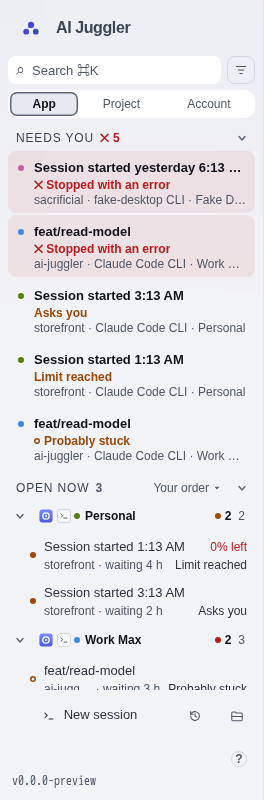 AI Juggler
Search ⌘K
App Project Account
NEEDS YOU 5
Session started yesterday 6:13 …
Stopped with an error
sacrificial · fake-desktop CLI · Fake D…
feat/read-model
Stopped with an error
ai-juggler · Claude Code CLI · Work …
Session started 3:13 AM
Asks you
storefront · Claude Code CLI · Personal
Session started 1:13 AM
Limit reached
storefront · Claude Code CLI · Personal
feat/read-model
Probably stuck
ai-juggler · Claude Code CLI · Work …
OPEN NOW 3 Your order
Personal 2 2
Session started 1:13 AM 0% left
storefront · waiting 4 h Limit reached
Session started 3:13 AM
storefront · waiting 2 h Asks you
Work Max 2 3
feat/read-model
ai-jugg… · waiting 3 h Probably stuck
New session
?
v0.0.0-preview